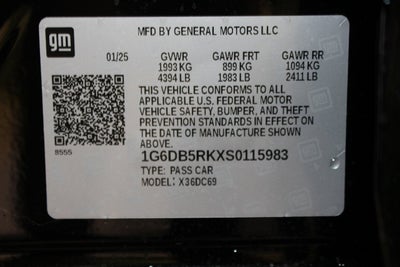 gm
MFD BY GENERAL MOTORS LLC
01/25 GVWR GAWR FRT GAWR RR
1993 KG 899 KG 1094 KG
4394 LB 1983 LB 2411 LB
THIS VEHICLE CONFORMS TO ALL
APPLICABLE U.S. FEDERAL MOTOR
VEHICLE SAFETY, BUMPER, AND THEFT
PREVENTION STANDARDS IN EFFECT ON
THE DATE OF MANUFACTURE SHOWN
ABOVE.
8555
1G6DB5RKXS0115983
TYPE: PASS CAR
MODEL: X36DC69